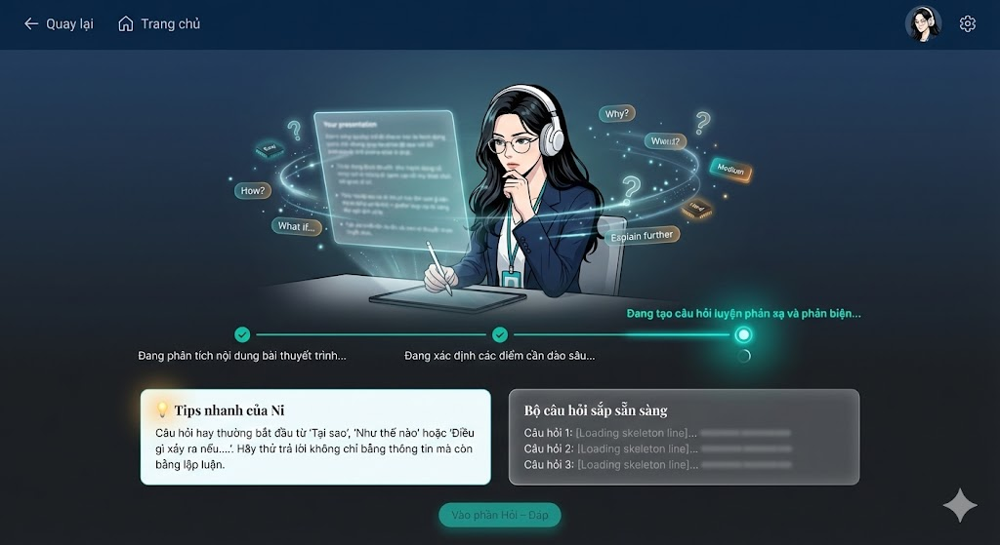 Quay lại
Trang chủ
Your presentation
Why?
Medium
How?
What if...
Explain further
Đang tạo câu hỏi luyện phản xạ và phản biện...
Đang phân tích nội dung bài thuyết trình...
Đang xác định các điểm cần đào sâu...
Tips nhanh của Ni
Câu hỏi hay thường bắt đầu từ ‘Tại sao’, ‘Như thế nào’ hoặc ‘Điều
gì xảy ra nếu....’. Hãy thử trả lời không chỉ bằng thông tin mà còn
bằng lập luận.
Bộ câu hỏi sắp sẵn sàng
Câu hỏi 1: [Loading skeleton line]...
Câu hỏi 2: [Loading skeleton line]...
Câu hỏi 3: [Loading skeleton line]...
Vào phần Hỏi – Đáp